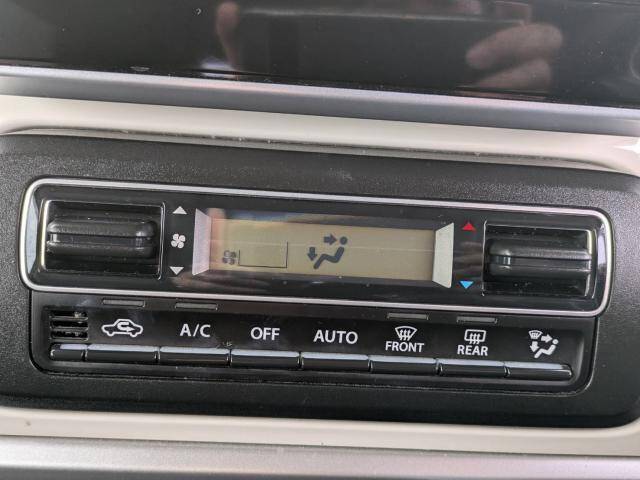 A/C OFF AUTO FRONT REAR